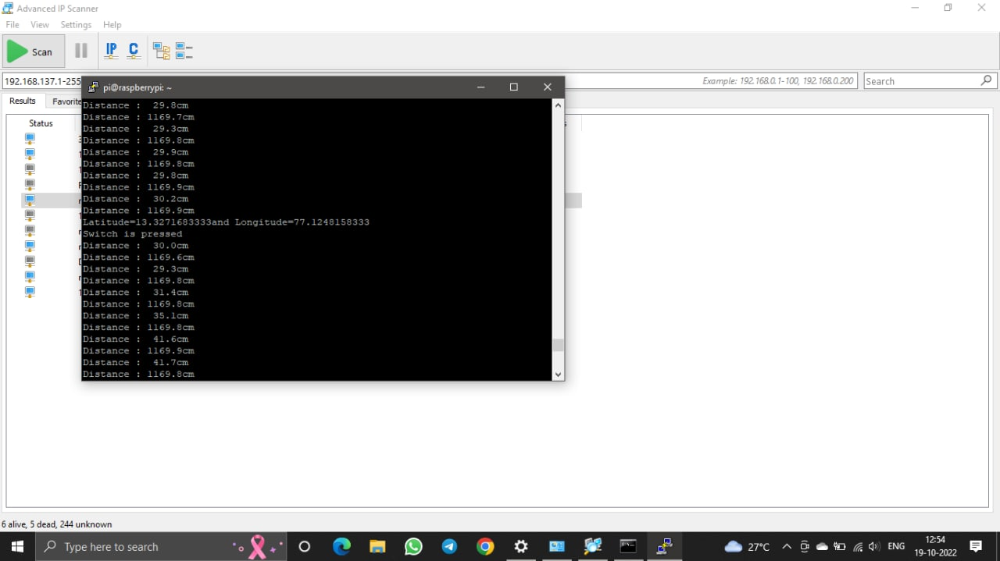 Advanced IP Scanner
File View Settings Help
Scan IP C
192.168.137.1-255
Example: 192.168.0.1-100, 192.168.0.200
Search
Results Favorite
Status
pi@raspberrypi: ~
Distance :  29.8cm
Distance : 1169.7cm
Distance :  29.3cm
Distance : 1169.8cm
Distance :  29.9cm
Distance : 1169.8cm
Distance :  29.8cm
Distance : 1169.9cm
Distance :  30.2cm
Distance : 1169.9cm
Latitude=13.3271683333and Longitude=77.1248158333
Switch is pressed
Distance :  30.0cm
Distance : 1169.6cm
Distance :  29.3cm
Distance : 1169.8cm
Distance :  31.4cm
Distance : 1169.8cm
Distance :  35.1cm
Distance : 1169.8cm
Distance :  41.6cm
Distance : 1169.9cm
Distance :  41.7cm
Distance : 1169.8cm
6 alive, 5 dead, 244 unknown
Type here to search
27°C
ENG
12:54
19-10-2022